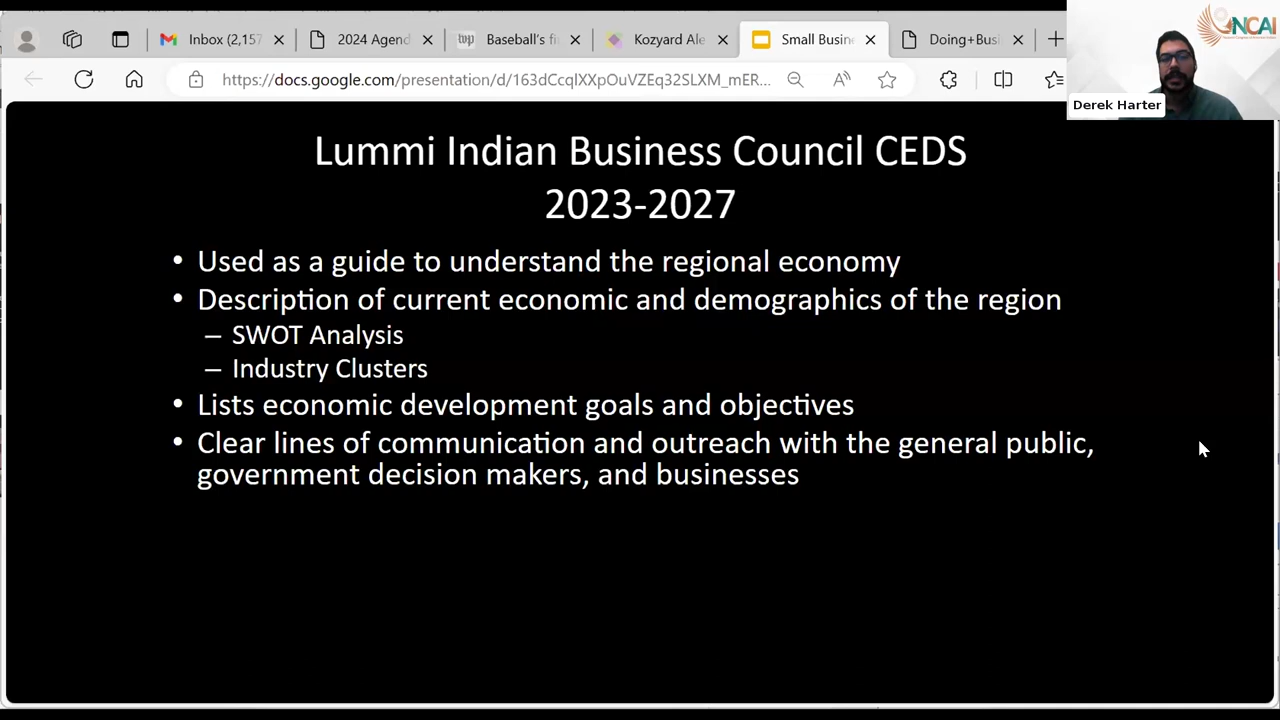 Inbox (2,157
2024 Agend
wp
Baseb
Kozyard Ale
Small Busin
Doing+Bus
NCAI
https://docs.google.com/presentation/d/163dCcqlXXpOuVZEq32SLXM_mER...
Derek Harter
Lummi Indian Business Council CEDS
2023-2027
• Used as a guide to understand the regional economy
• Description of current economic and demographics of the region
– SWOT Analysis
– Industry Clusters
• Lists economic development goals and objectives
• Clear lines of communication and outreach with the general public,
government decision makers, and businesses